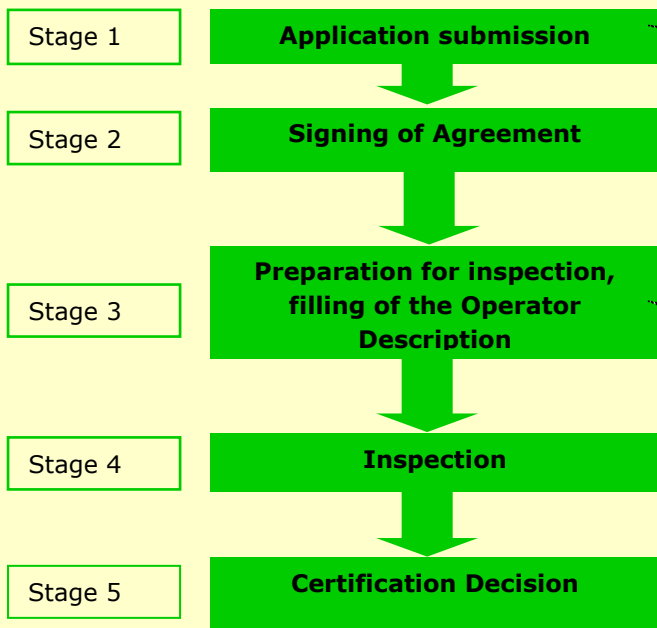 Stage 1
Application submission
Stage 2
Signing of Agreement
Stage 3
Preparation for inspection,
filling of the Operator
Description
Stage 4
Inspection
Stage 5
Certification Decision